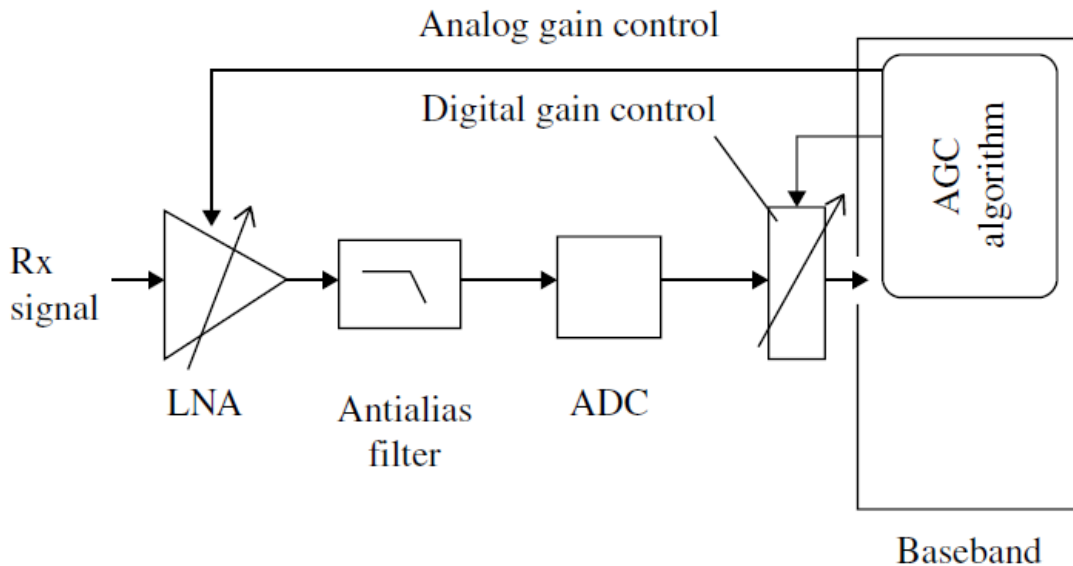 Analog gain control
Digital gain control
AGC
algorithm
Rx
signal
LNA
Antialias
filter
ADC
Baseband